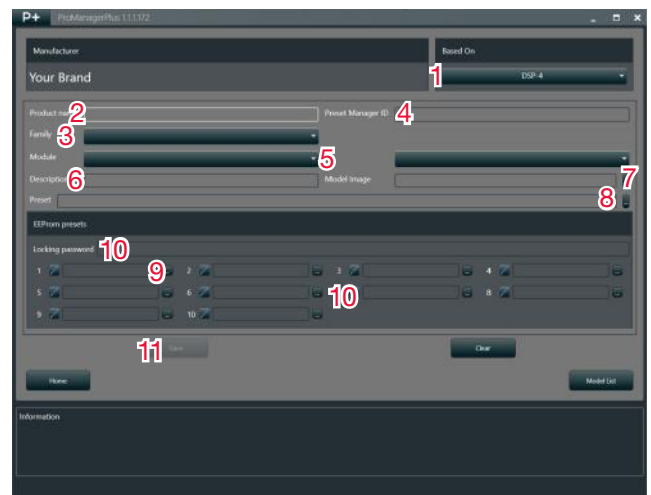 P+ ProManagerPlus 1.1.1.172
Manufacturer
Based On
Your Brand
1 DSP-4
Product 2
Preset Manager ID 4
Family 3
Module 5
Description 6
Model Image 7
Preset 8
EEProm presets
Locking password 10
1 9 2 3 4
5 6 10 8
9 10
11 Save
Clear
Home
Model List
Information